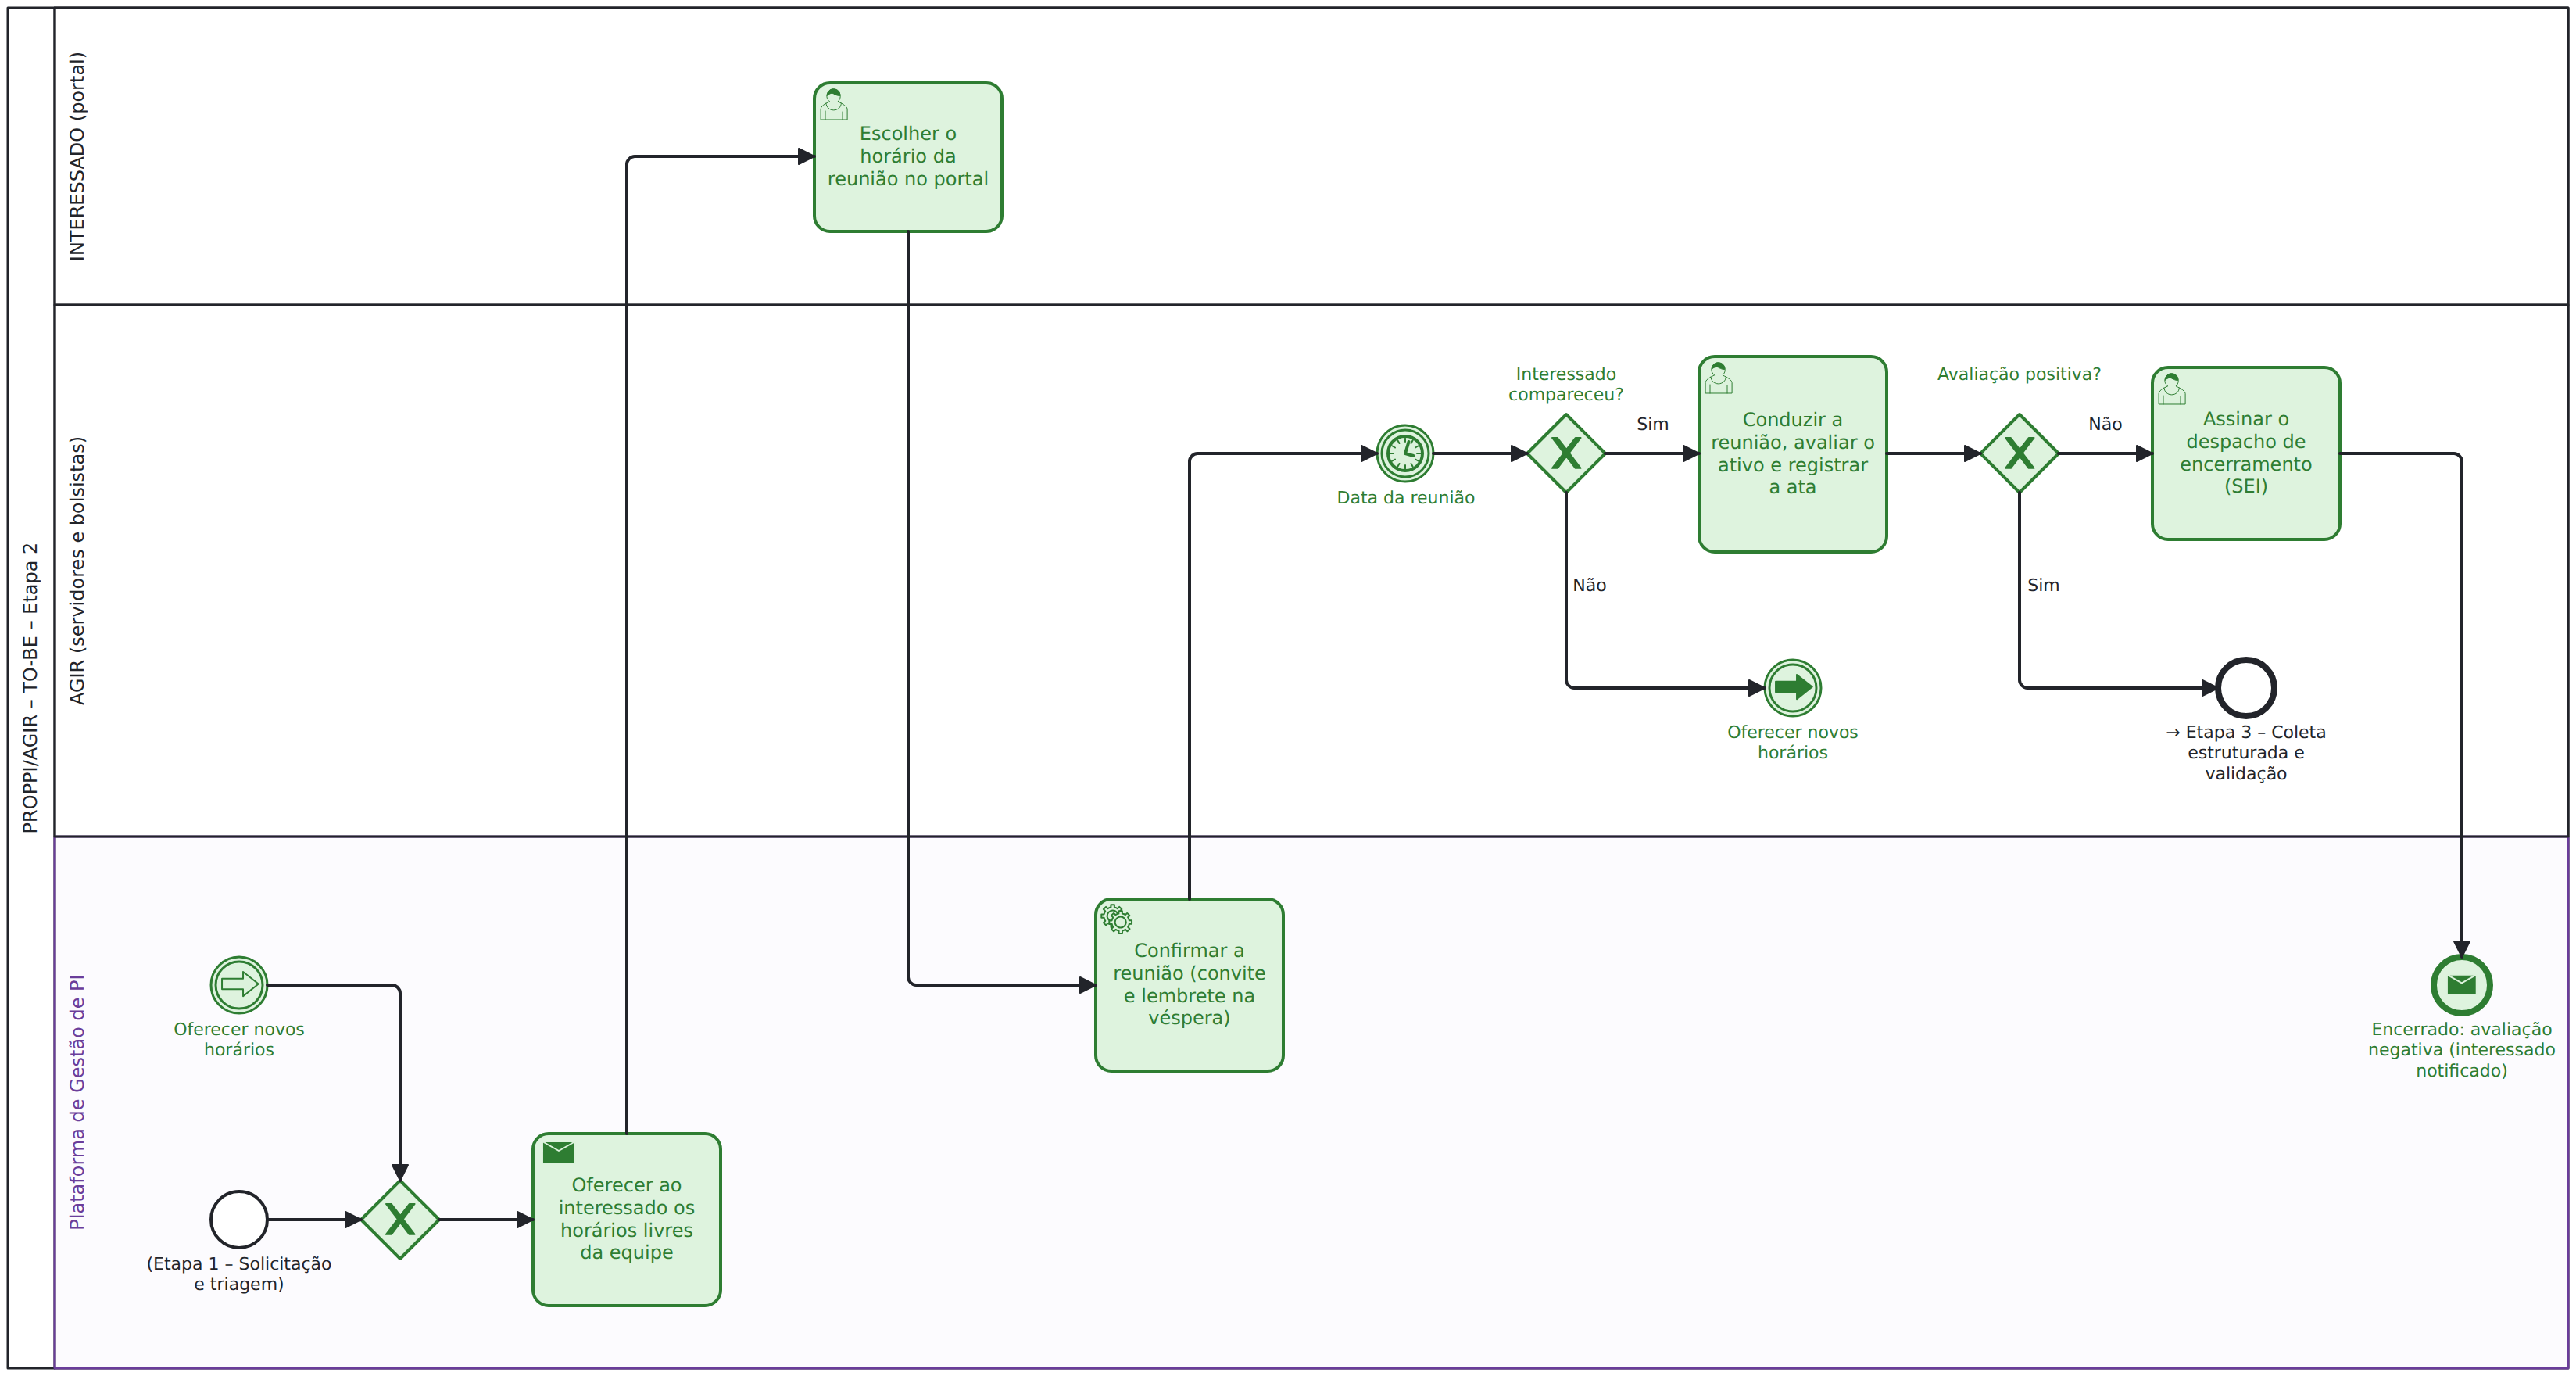 PROPPI/AGIR – TO-BE – Etapa 2
INTERESSADO (portal)
Escolher o
horário da
reunião no portal
AGIR (servidores e bolsistas)
Data da reunião
Interessado
compareceu?
Sim
Não
Conduzir a
reunião, avaliar o
ativo e registrar
a ata
Oferecer novos
horários
Avaliação positiva?
Não
Sim
Assinar o
despacho de
encerramento
(SEI)
→ Etapa 3 – Coleta
estruturada e
validação
Plataforma de Gestão de PI
Oferecer novos
horários
(Etapa 1 – Solicitação
e triagem)
Oferecer ao
interessado os
horários livres
da equipe
Confirmar a
reunião (convite
e lembrete na
véspera)
Encerrado: avaliação
negativa (interessado
notificado)